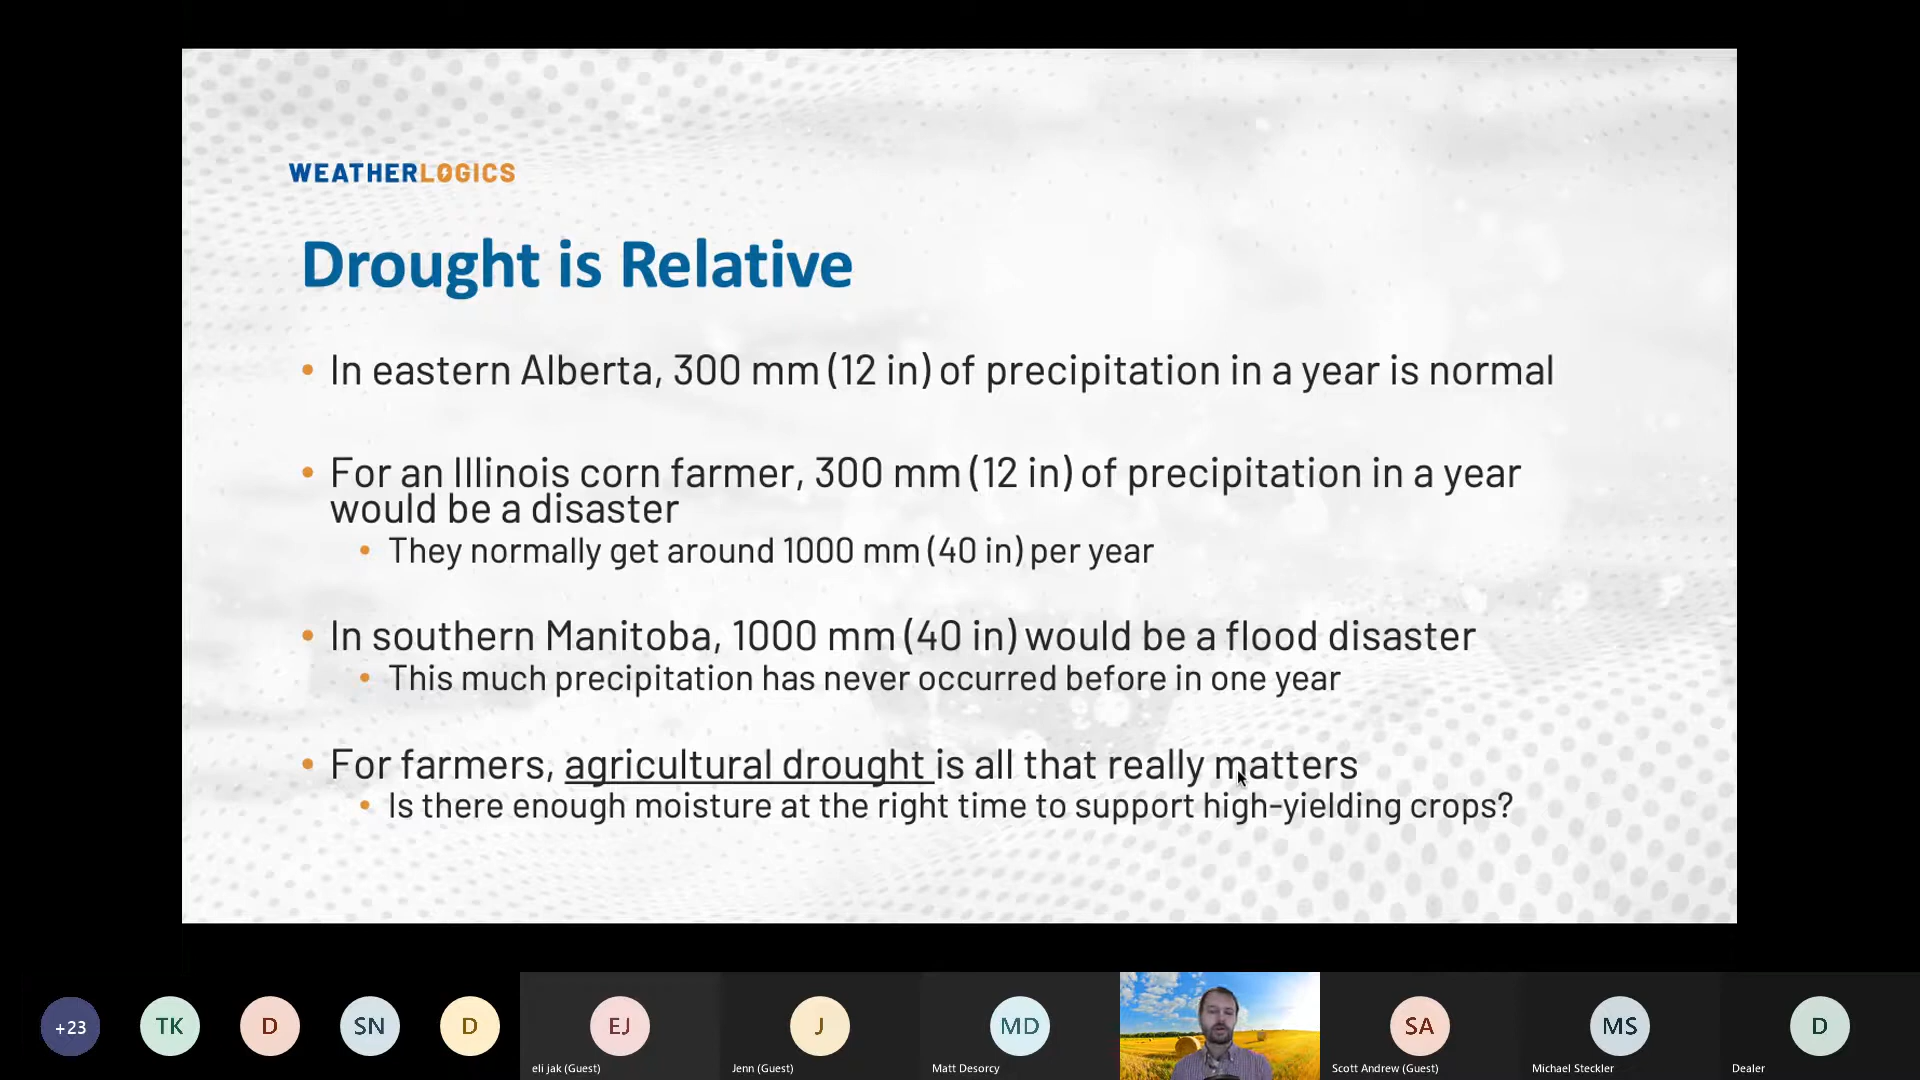 WEATHERLOGICS
Drought is Relative
• In eastern Alberta, 300 mm (12 in) of precipitation in a year is normal
• For an Illinois corn farmer, 300 mm (12 in) of precipitation in a year
would be a disaster
• They normally get around 1000 mm (40 in) per year
• In southern Manitoba, 1000 mm (40 in) would be a flood disaster
• This much precipitation has never occurred before in one year
• For farmers, agricultural drought is all that really matters
• Is there enough moisture at the right time to support high-yielding crops?
+23
TK
D
SN
D
EJ
J
MD
SA
MS
D
eli jak (Guest)
Jenn (Guest)
Matt Desorcy
Scott Andrew (Guest)
Michael Steckler
Dealer